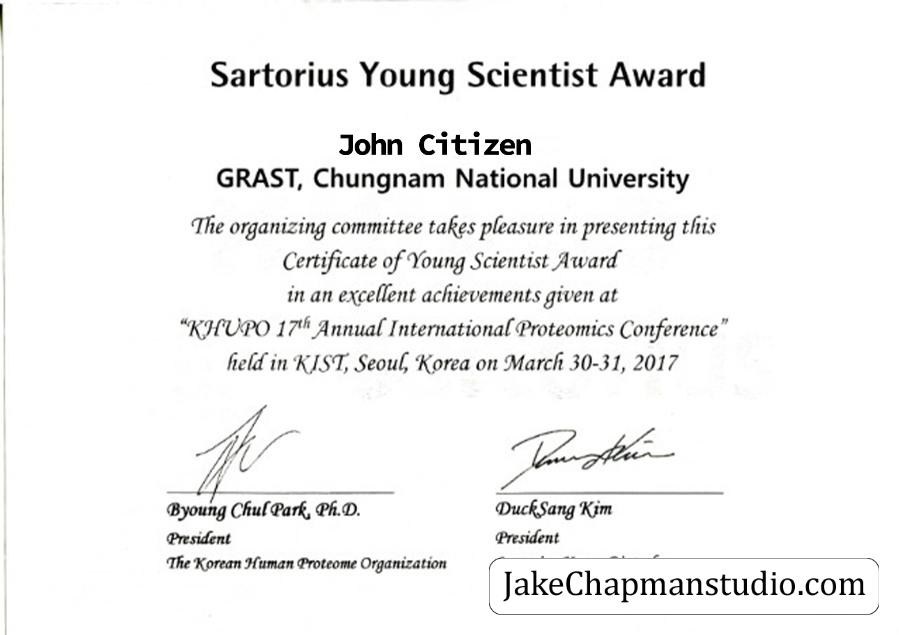 Sartorius Young Scientist Award
John Citizen
GRAST, Chungnam National University
The organizing committee takes pleasure in presenting this
Certificate of Young Scientist Award
in an excellent achievements given at
“KHUPO 17th Annual International Proteomics Conference”
held in KIST, Seoul, Korea on March 30-31, 2017
Byoung Chul Park, Ph.D.
President
The Korean Human Proteome Organization
DuckSang Kim
President
JakeChapmanstudio.com